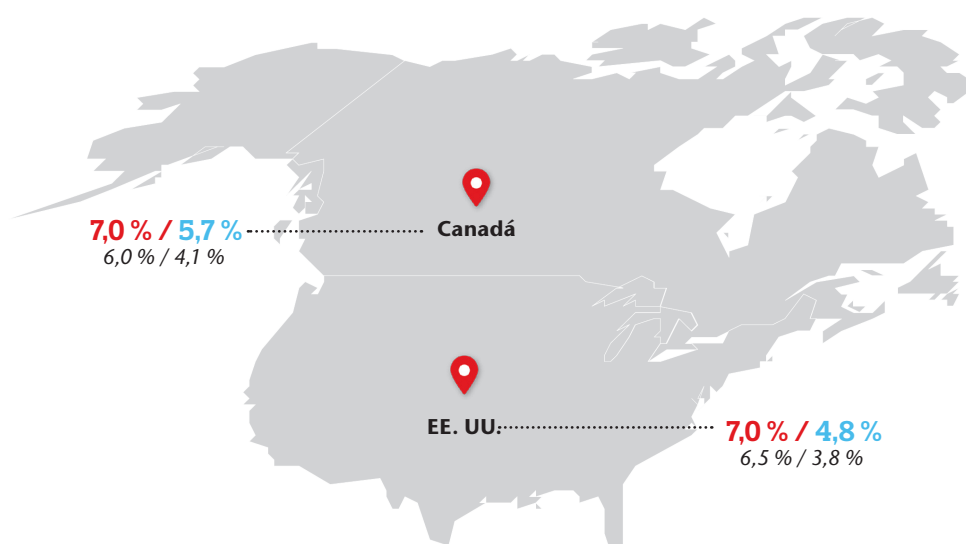 Canadá
7,0 % / 5,7 %
6,0 % / 4,1 %
EE. UU.
7,0 % / 4,8 %
6,5 % / 3,8 %